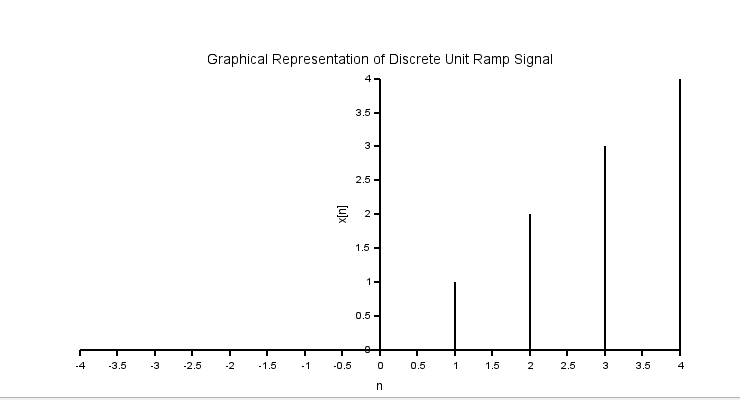 Graphical Representation of Discrete Unit Ramp Signal
4
3.5
3
2.5
2
1.5
1
0.5
0
x[n]
-4 -3.5 -3 -2.5 -2 -1.5 -1 -0.5 0 0.5 1 1.5 2 2.5 3 3.5 4
n